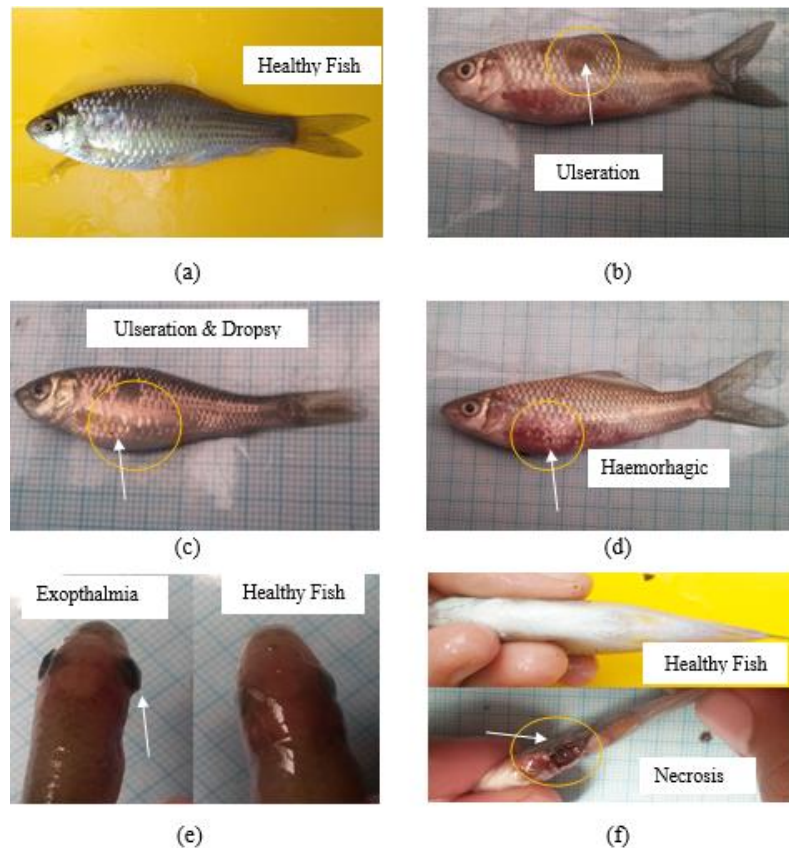 Healthy Fish
Ulseration
(a)
(b)
Ulseration & Dropsy
Haemorhagic
(c)
(d)
Exopthalmia
Healthy Fish
Healthy Fish
Necrosis
(e)
(f)